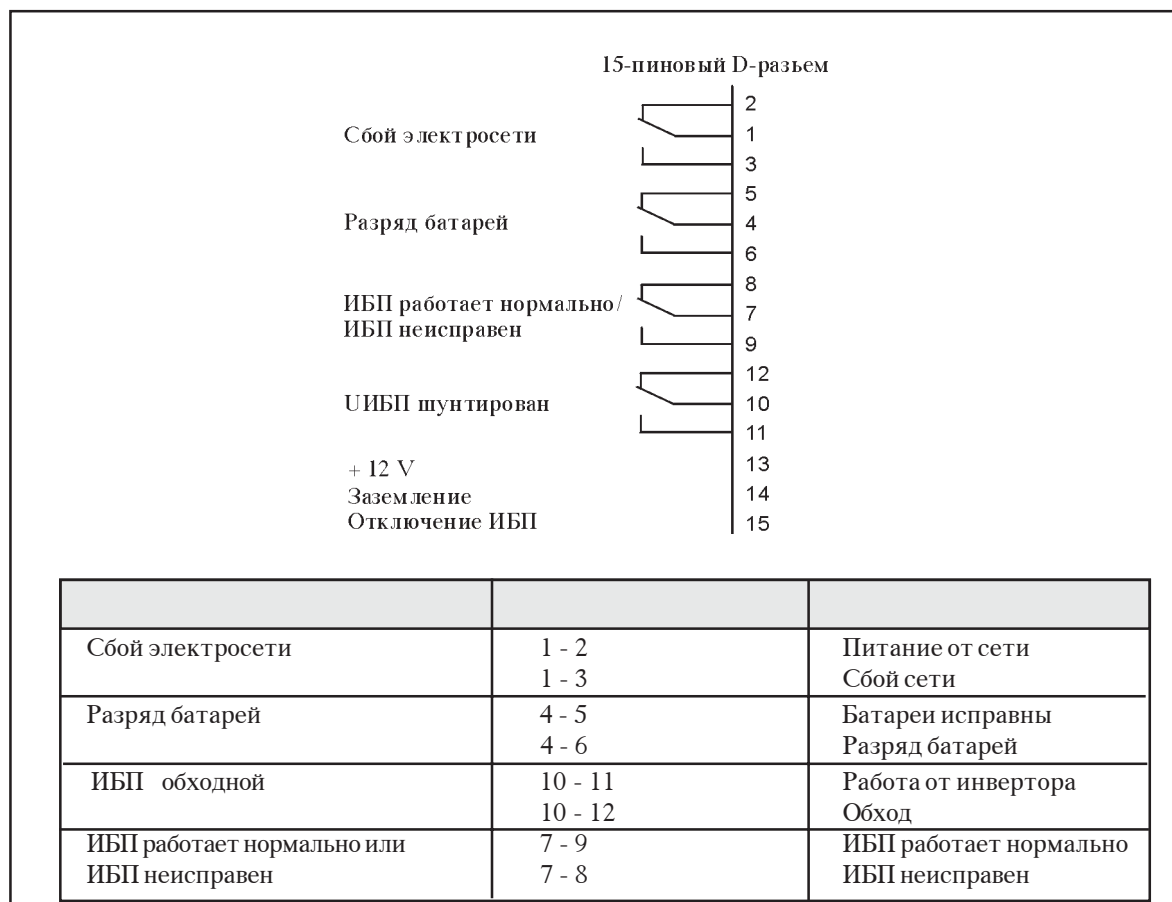 15-пиновый D-разьем
2
Сбой электросети 1
3
5
Разряд батарей 4
6
8
ИБП работает нормально/ 7
ИБП неисправен
9
12
UИБП шунтирован 10
11
+ 12 V 13
Заземление 14
Отключение ИБП 15
Сбой электросети 1 - 2 Питание от сети
1 - 3 Сбой сети
Разряд батарей 4 - 5 Батареи исправны
4 - 6 Разряд батарей
ИБП обходной 10 - 11 Работа от инвертора
10 - 12 Обход
ИБП работает нормально или 7 - 9 ИБП работает нормально
ИБП неисправен 7 - 8 ИБП неисправен